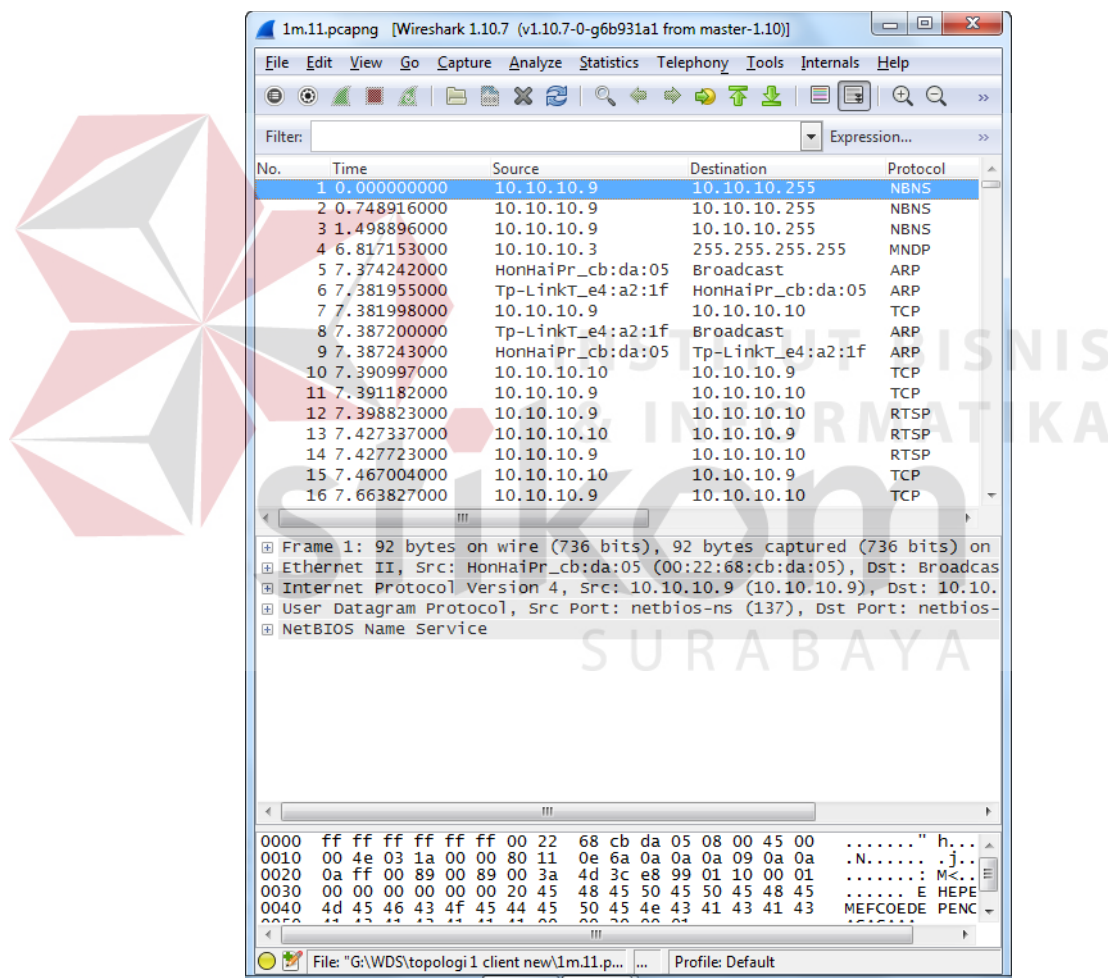 1m.11.pcapng [Wireshark 1.10.7 (v1.10.7-0-g6b931a1 from master-1.10)]
File Edit View Go Capture Analyze Statistics Telephony Tools Internals Help
Filter: Expression...
No. Time Source Destination Protocol
1 0.000000000 10.10.10.9 10.10.10.255 NBNS
2 0.748916000 10.10.10.9 10.10.10.255 NBNS
3 1.498896000 10.10.10.9 10.10.10.255 NBNS
4 6.817153000 10.10.10.3 255.255.255.255 MNDP
5 7.374242000 HonHaiPr_cb:da:05 Broadcast ARP
6 7.381955000 Tp-LinkT_e4:a2:1f HonHaiPr_cb:da:05 ARP
7 7.381998000 10.10.10.9 10.10.10.10 TCP
8 7.387200000 Tp-LinkT_e4:a2:1f Broadcast ARP
9 7.387243000 HonHaiPr_cb:da:05 Tp-LinkT_e4:a2:1f ARP
10 7.390997000 10.10.10.10 10.10.10.9 TCP
11 7.391182000 10.10.10.9 10.10.10.10 TCP
12 7.398823000 10.10.10.9 10.10.10.10 RTSP
13 7.427337000 10.10.10.10 10.10.10.9 RTSP
14 7.427723000 10.10.10.9 10.10.10.10 RTSP
15 7.467004000 10.10.10.10 10.10.10.9 TCP
16 7.663827000 10.10.10.9 10.10.10.10 TCP
INSTITUT BISNIS
& INFORMATIKA
stikom
SURABAYA
Frame 1: 92 bytes on wire (736 bits), 92 bytes captured (736 bits) on
Ethernet II, Src: HonHaiPr_cb:da:05 (00:22:68:cb:da:05), Dst: Broadcas
Internet Protocol Version 4, Src: 10.10.10.9 (10.10.10.9), Dst: 10.10.
User Datagram Protocol, Src Port: netbios-ns (137), Dst Port: netbios-
NetBIOS Name Service
0000 ff ff ff ff ff ff 00 22 68 cb da 05 08 00 45 00 ......." h...
0010 00 4e 03 1a 00 00 80 11 0e 6a 0a 0a 0a 09 0a 0a .N...... .j..
0020 0a ff 00 89 00 89 00 3a 4d 3c e8 99 01 10 00 01 .......: M<..
0030 00 00 00 00 00 00 20 45 48 45 50 45 50 45 48 45 ...... E HEPE
0040 4d 45 46 43 4f 45 44 45 50 45 4e 43 41 43 41 43 MEFCOEDE PENC
File: "G:\WDS\topologi 1 client new\1m.11.p... ... Profile: Default